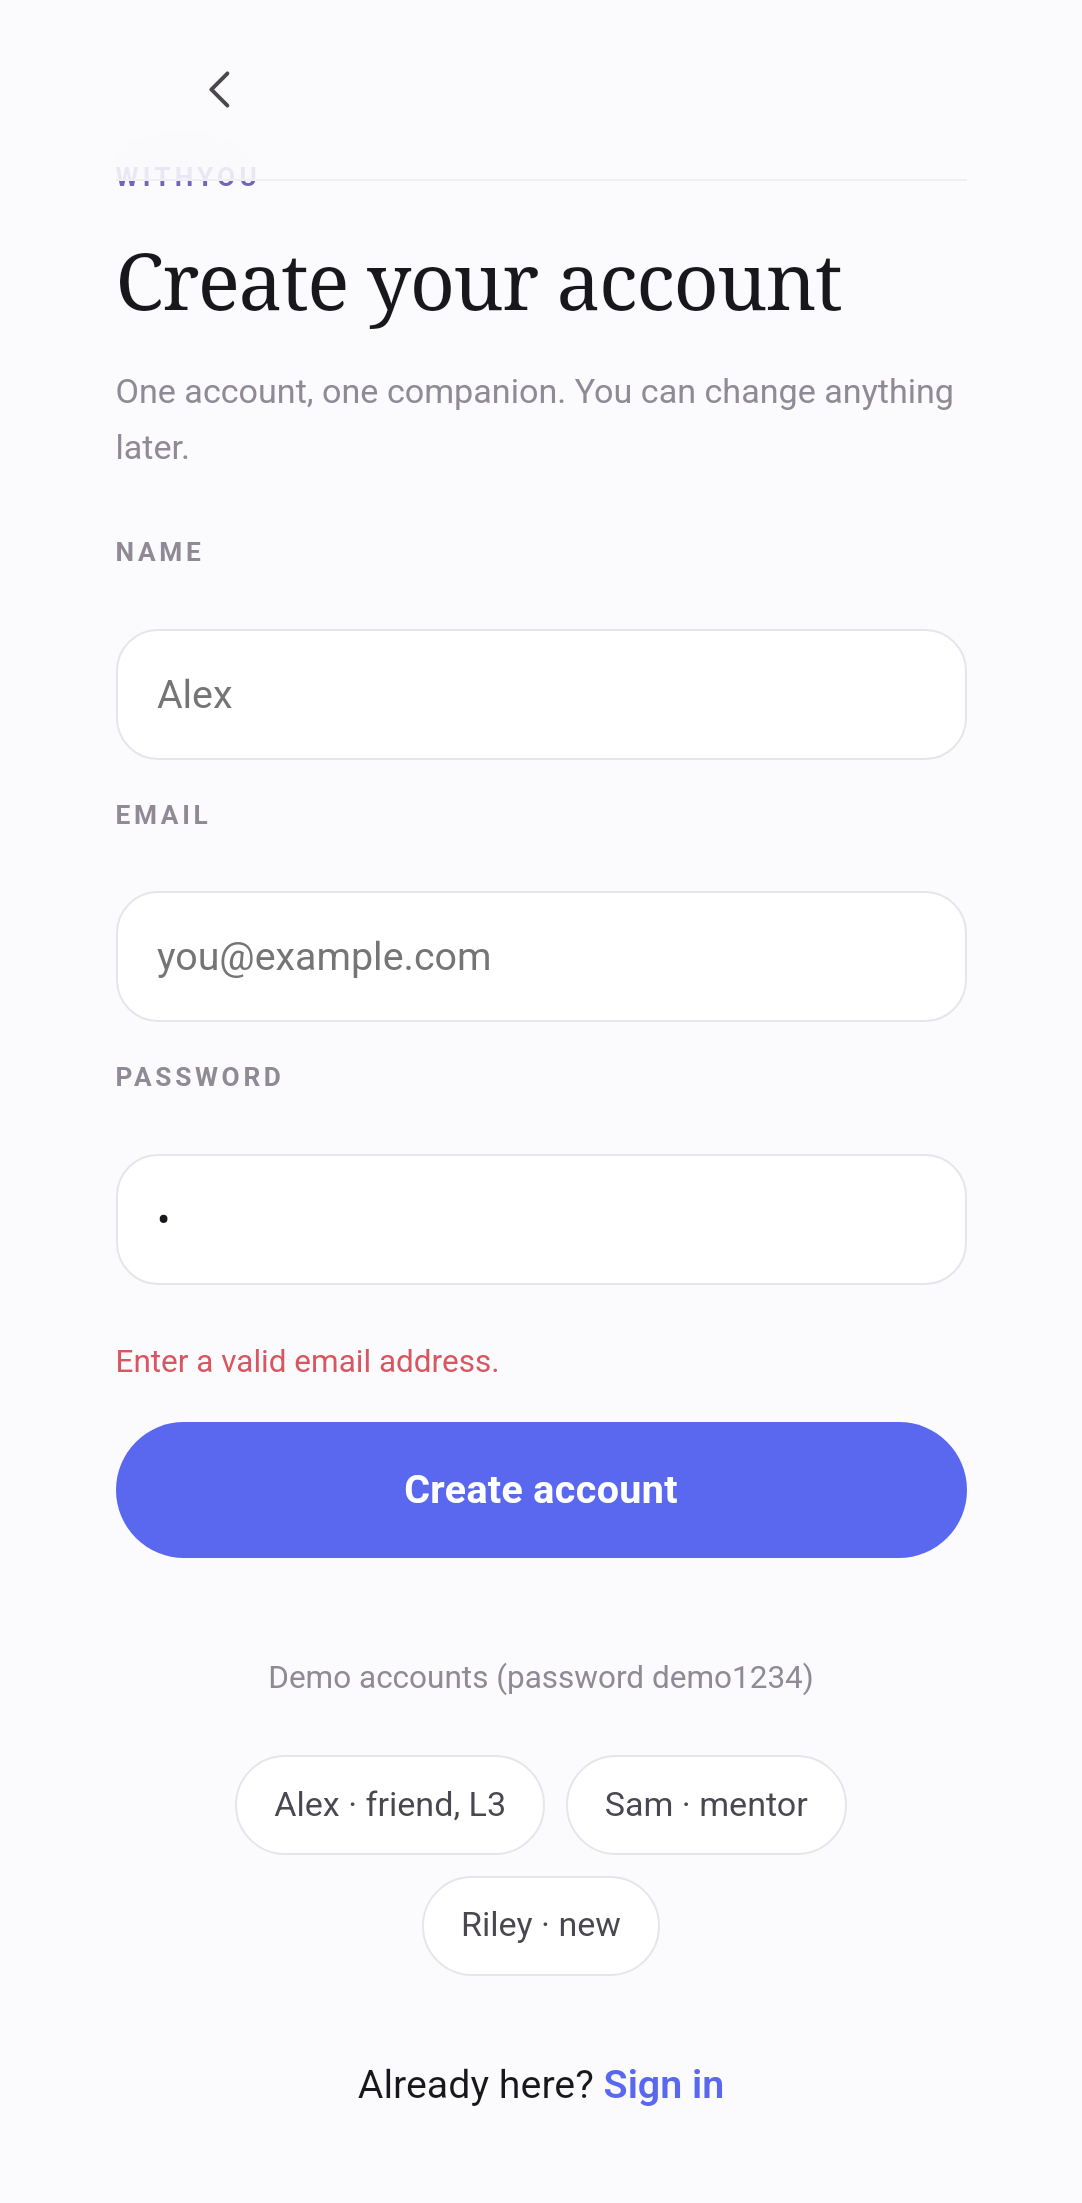 WITHYOU
Create your account
One account, one companion. You can change anything
later.
NAME
Alex
EMAIL
you@example.com
PASSWORD
•
Enter a valid email address.
Create account
Demo accounts (password demo1234)
Alex · friend, L3
Sam · mentor
Riley · new
Already here? Sign in